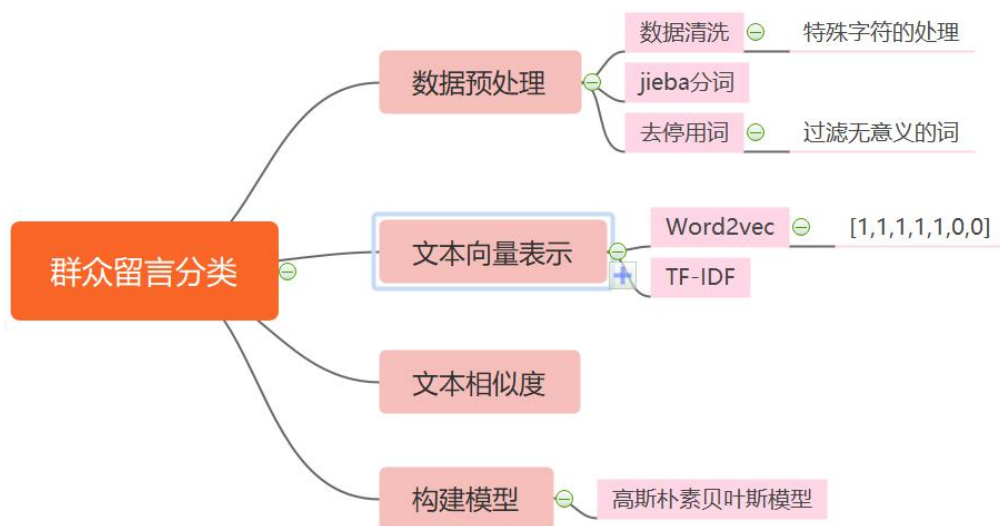 群众留言分类
数据预处理
数据清洗
特殊字符的处理
jieba分词
去停用词
过滤无意义的词
文本向量表示
Word2vec
[1,1,1,1,1,0,0]
TF-IDF
文本相似度
构建模型
高斯朴素贝叶斯模型